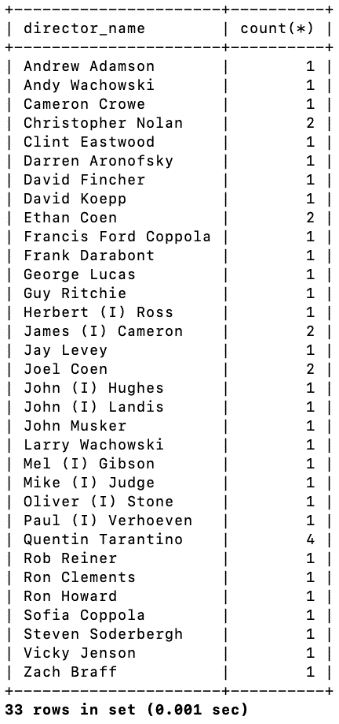 +----------------------+----------+
| director_name        | count(*) |
+----------------------+----------+
| Andrew Adamson       |        1 |
| Andy Wachowski       |        1 |
| Cameron Crowe        |        1 |
| Christopher Nolan    |        2 |
| Clint Eastwood       |        1 |
| Darren Aronofsky     |        1 |
| David Fincher        |        1 |
| David Koepp          |        1 |
| Ethan Coen           |        2 |
| Francis Ford Coppola |        1 |
| Frank Darabont       |        1 |
| George Lucas         |        1 |
| Guy Ritchie          |        1 |
| Herbert (I) Ross     |        1 |
| James (I) Cameron    |        2 |
| Jay Levey            |        1 |
| Joel Coen            |        2 |
| John (I) Hughes      |        1 |
| John (I) Landis      |        1 |
| John Musker          |        1 |
| Larry Wachowski      |        1 |
| Mel (I) Gibson       |        1 |
| Mike (I) Judge       |        1 |
| Oliver (I) Stone     |        1 |
| Paul (I) Verhoeven   |        1 |
| Quentin Tarantino    |        4 |
| Rob Reiner           |        1 |
| Ron Clements         |        1 |
| Ron Howard           |        1 |
| Sofia Coppola        |        1 |
| Steven Soderbergh    |        1 |
| Vicky Jenson         |        1 |
| Zach Braff           |        1 |
+----------------------+----------+
33 rows in set (0.001 sec)